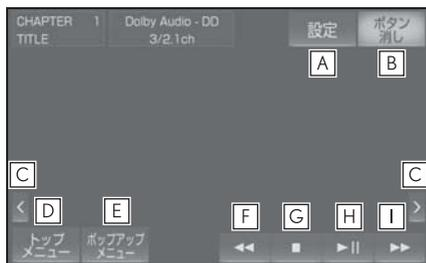 CHAPTER 1
TITLE
Dolby Audio - DD
3/2.1ch
設定
ボタン
消し
A
B
C
C
D
E
F
G
H
I
トップ
メニュー
ポップアップ
メニュー